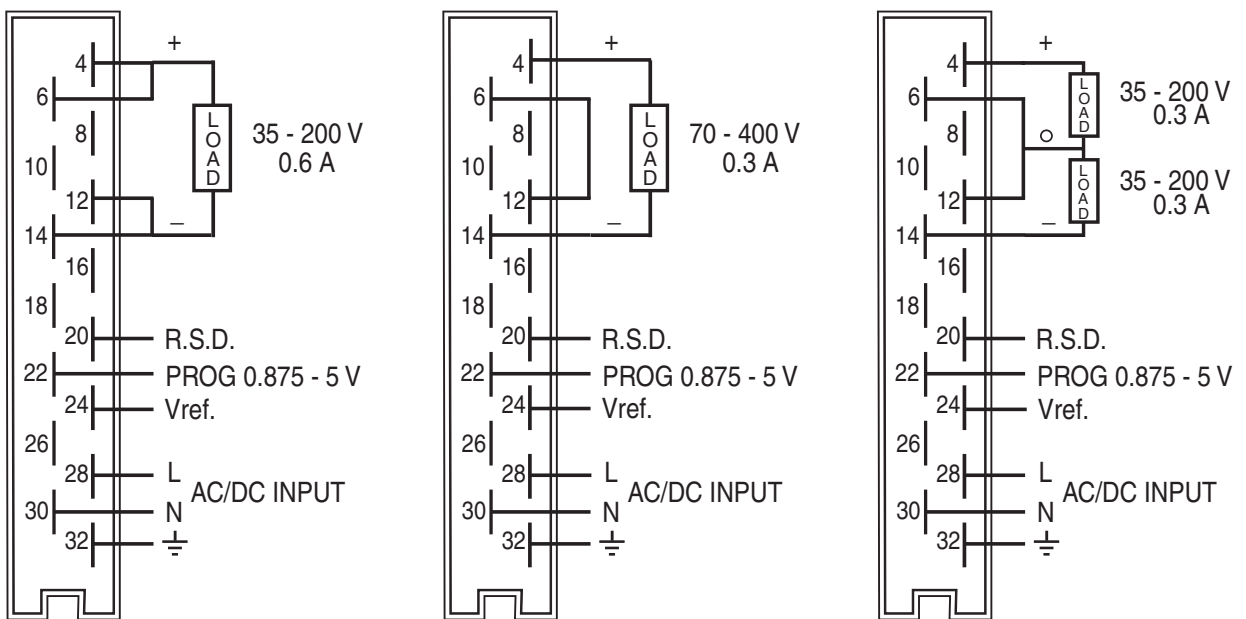 4
+
6
8
10
12
14
–
16
18
20
22
24
26
28
30
32
LOAD
35 - 200 V
0.6 A
R.S.D.
PROG 0.875 - 5 V
Vref.
L
AC/DC INPUT
N
4
+
6
8
10
12
14
–
16
18
20
22
24
26
28
30
32
LOAD
70 - 400 V
0.3 A
R.S.D.
PROG 0.875 - 5 V
Vref.
L
AC/DC INPUT
N
4
+
6
8
10
12
14
–
16
18
20
22
24
26
28
30
32
LOAD
35 - 200 V
0.3 A
LOAD
35 - 200 V
0.3 A
R.S.D.
PROG 0.875 - 5 V
Vref.
L
AC/DC INPUT
N